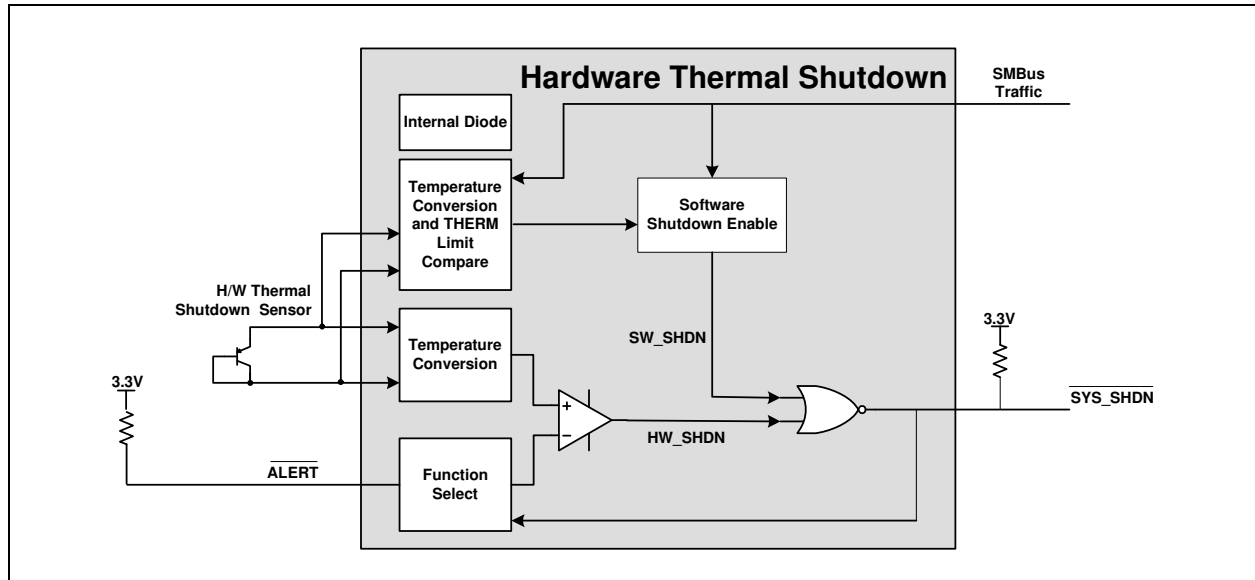 Hardware Thermal Shutdown
SMBus
Traffic
Internal Diode
Temperature
Conversion
and THERM
Limit
Compare
Software
Shutdown Enable
H/W Thermal
Shutdown Sensor
Temperature
Conversion
SW_SHDN
3.3V
3.3V
+
−
HW_SHDN
SYS_SHDN
ALERT
Function
Select